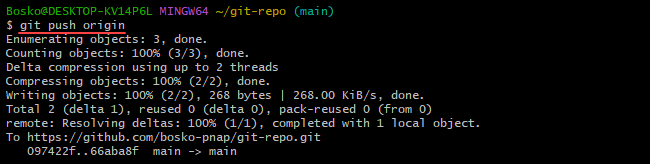 Bosko@DESKTOP-KV14P6L MINGW64 ~/git-repo (main)
$ git push origin
Enumerating objects: 3, done.
Counting objects: 100% (3/3), done.
Delta compression using up to 2 threads
Compressing objects: 100% (2/2), done.
Writing objects: 100% (2/2), 268 bytes | 268.00 KiB/s, done.
Total 2 (delta 1), reused 0 (delta 0), pack-reused 0 (from 0)
remote: Resolving deltas: 100% (1/1), completed with 1 local object.
To https://github.com/bosko-pnap/git-repo.git
   097422f..66aba8f  main -> main